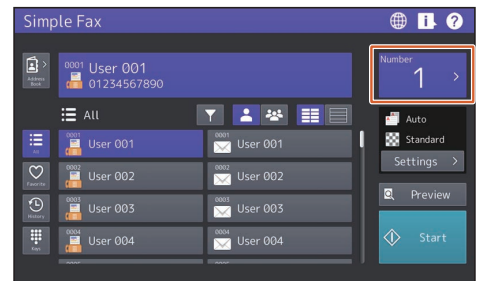 Simple Fax
Address
Book
0001 User 001
01234567890
Number
1
All
Auto
Standard
Settings
Preview
Start
All
Favorite
History
Keys
0001
User 001
0001
User 001
0002
User 002
0002
User 002
0003
User 003
0003
User 003
0004
User 004
0004
User 004